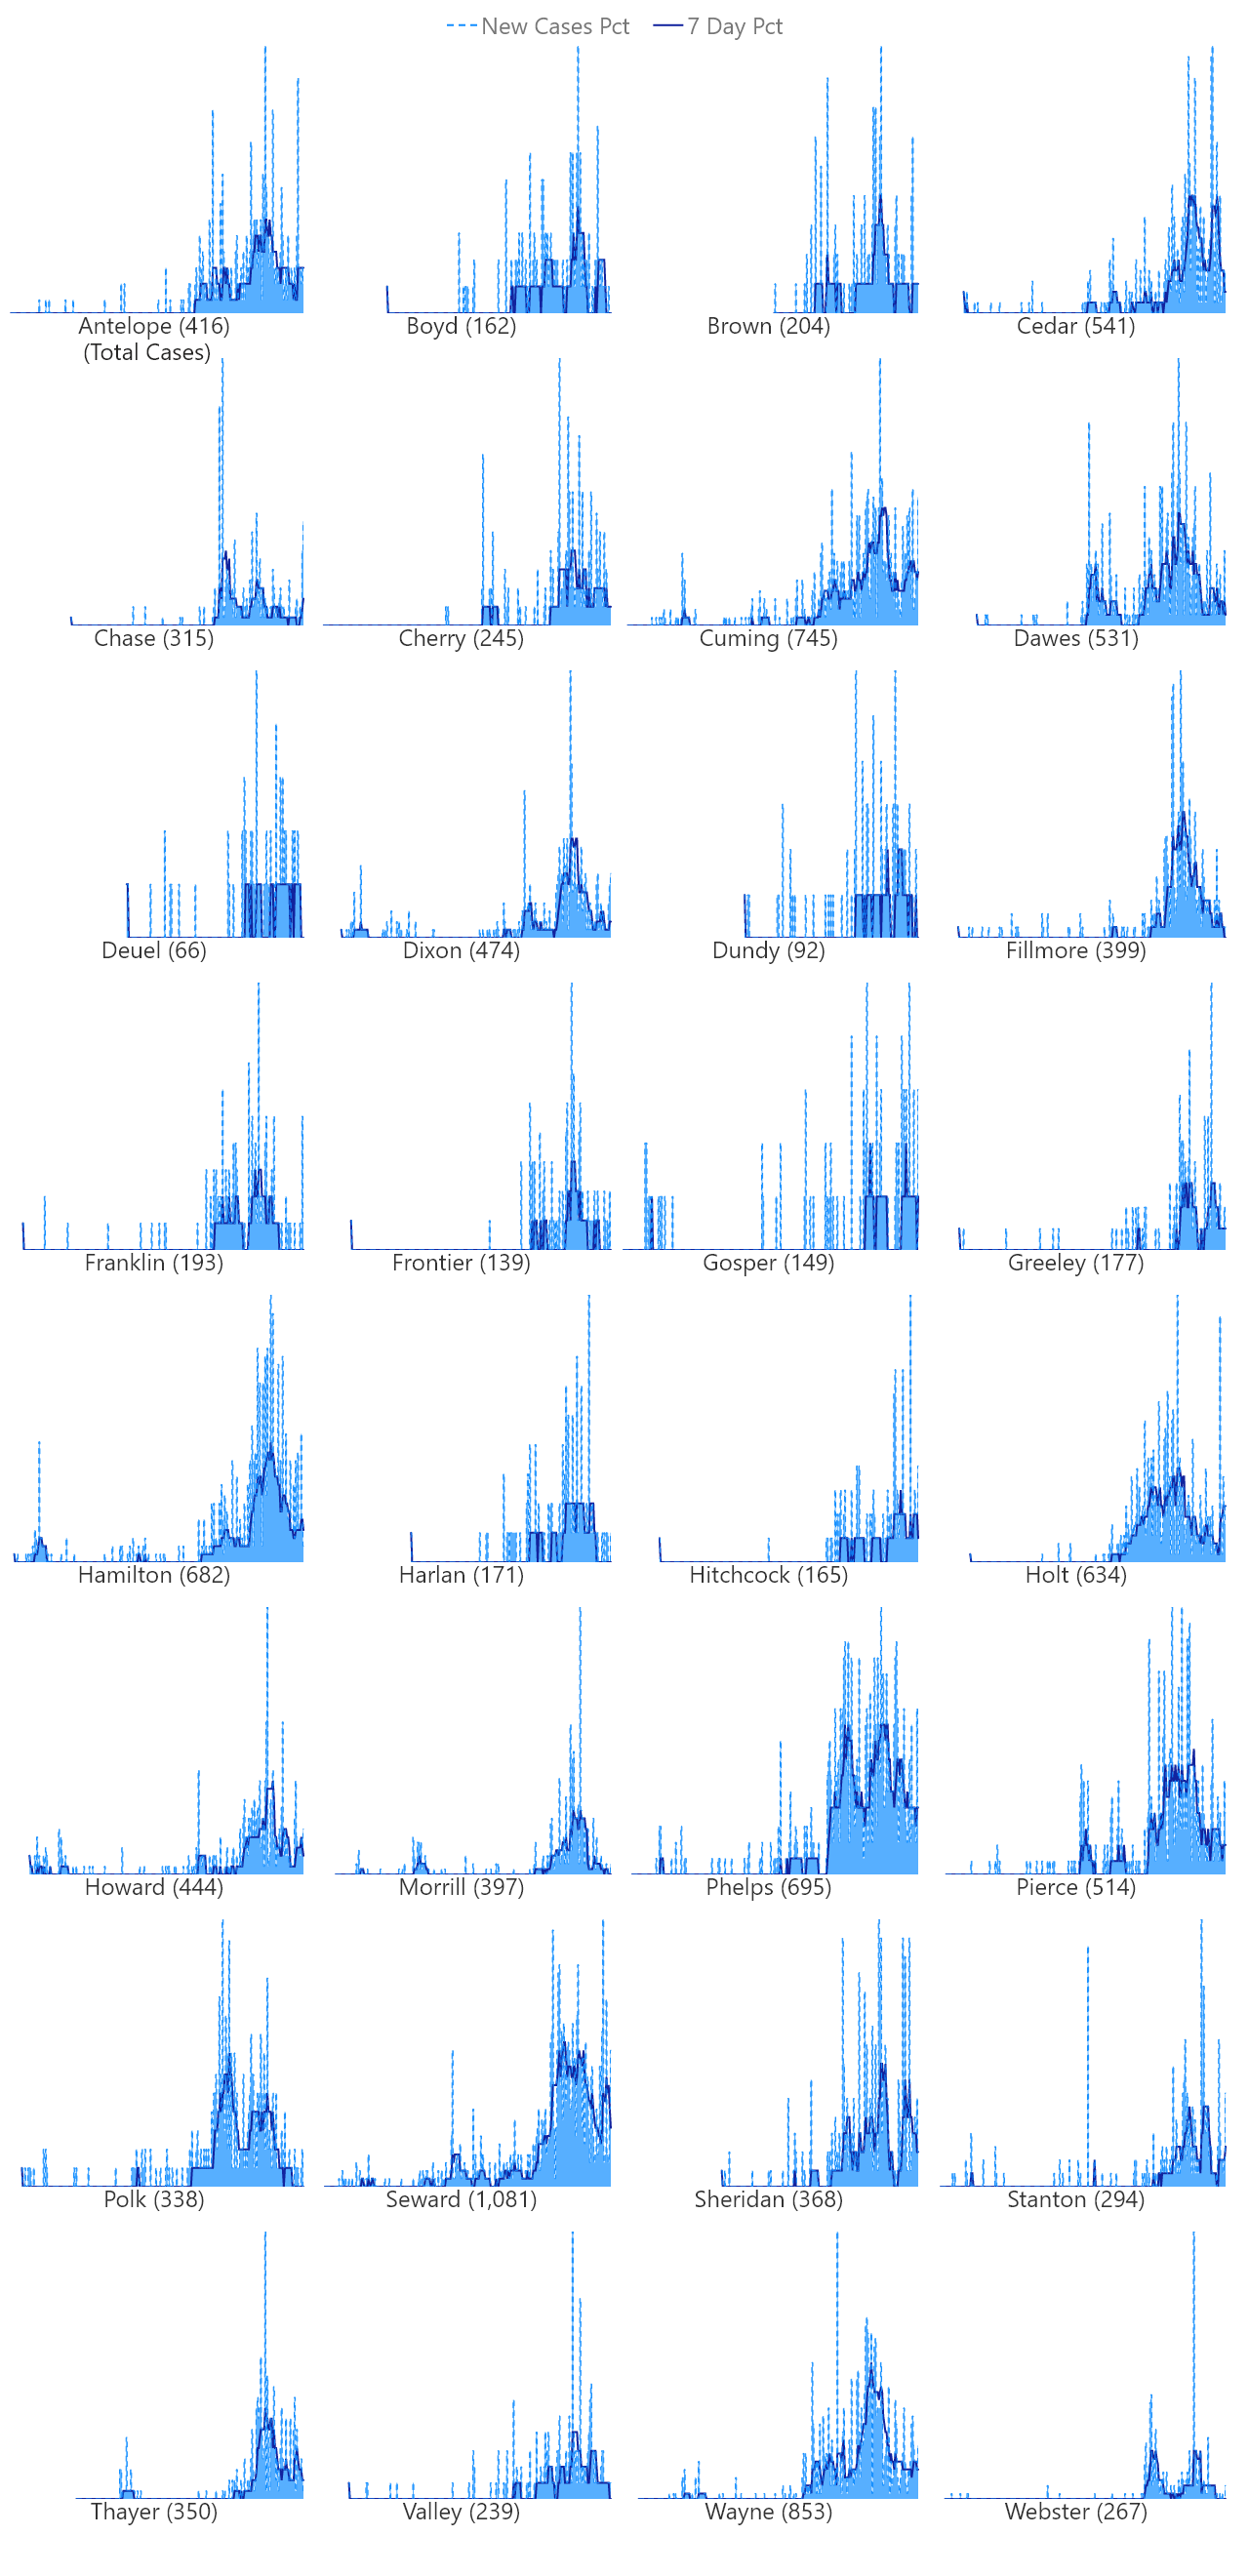 New Cases Pct 7 Day Pct
Antelope (416) Boyd (162) Brown (204) Cedar (541)
(Total Cases)
Chase (315) Cherry (245) Cuming (745) Dawes (531)
Deuel (66) Dixon (474) Dundy (92) Fillmore (399)
Franklin (193) Frontier (139) Gosper (149) Greeley (177)
Hamilton (682) Harlan (171) Hitchcock (165) Holt (634)
Howard (444) Morrill (397) Phelps (695) Pierce (514)
Polk (338) Seward (1,081) Sheridan (368) Stanton (294)
Thayer (350) Valley (239) Wayne (853) Webster (267)